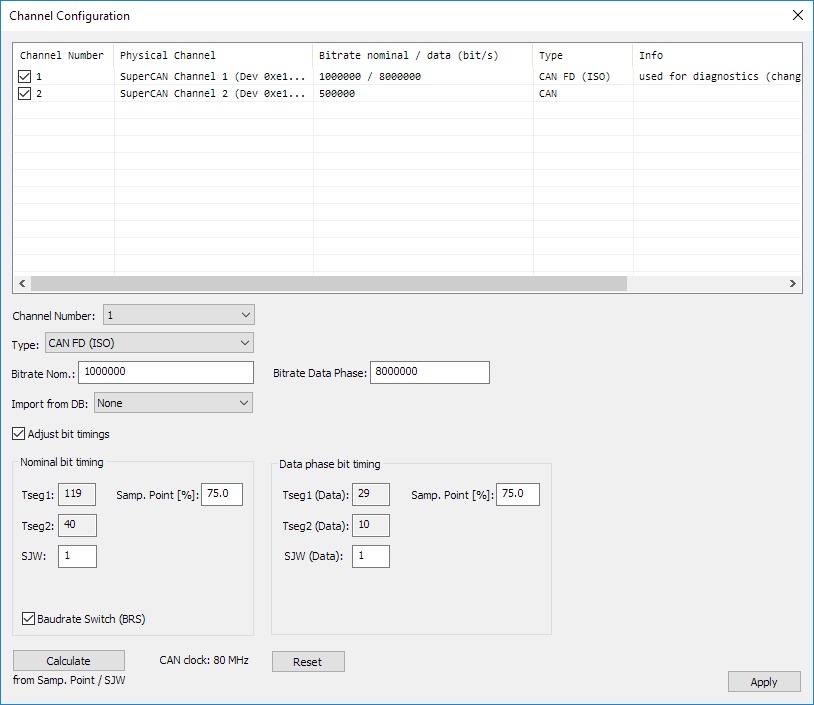 Channel Configuration
Channel Number Physical Channel Bitrate nominal / data (bit/s) Type Info
1 SuperCAN Channel 1 (Dev 0xe1... 1000000 / 8000000 CAN FD (ISO) used for diagnostics (chang
2 SuperCAN Channel 2 (Dev 0xe1... 500000 CAN
Channel Number: 1
Type: CAN FD (ISO)
Bitrate Nom.: 1000000 Bitrate Data Phase: 8000000
Import from DB: None
Adjust bit timings
Nominal bit timing Data phase bit timing
Tseg1: 119 Samp. Point [%]: 75.0 Tseg1 (Data): 29 Samp. Point [%]: 75.0
Tseg2: 40 Tseg2 (Data): 10
SJW: 1 SJW (Data): 1
Baudrate Switch (BRS)
Calculate CAN clock: 80 MHz Reset
from Samp. Point / SJW
Apply